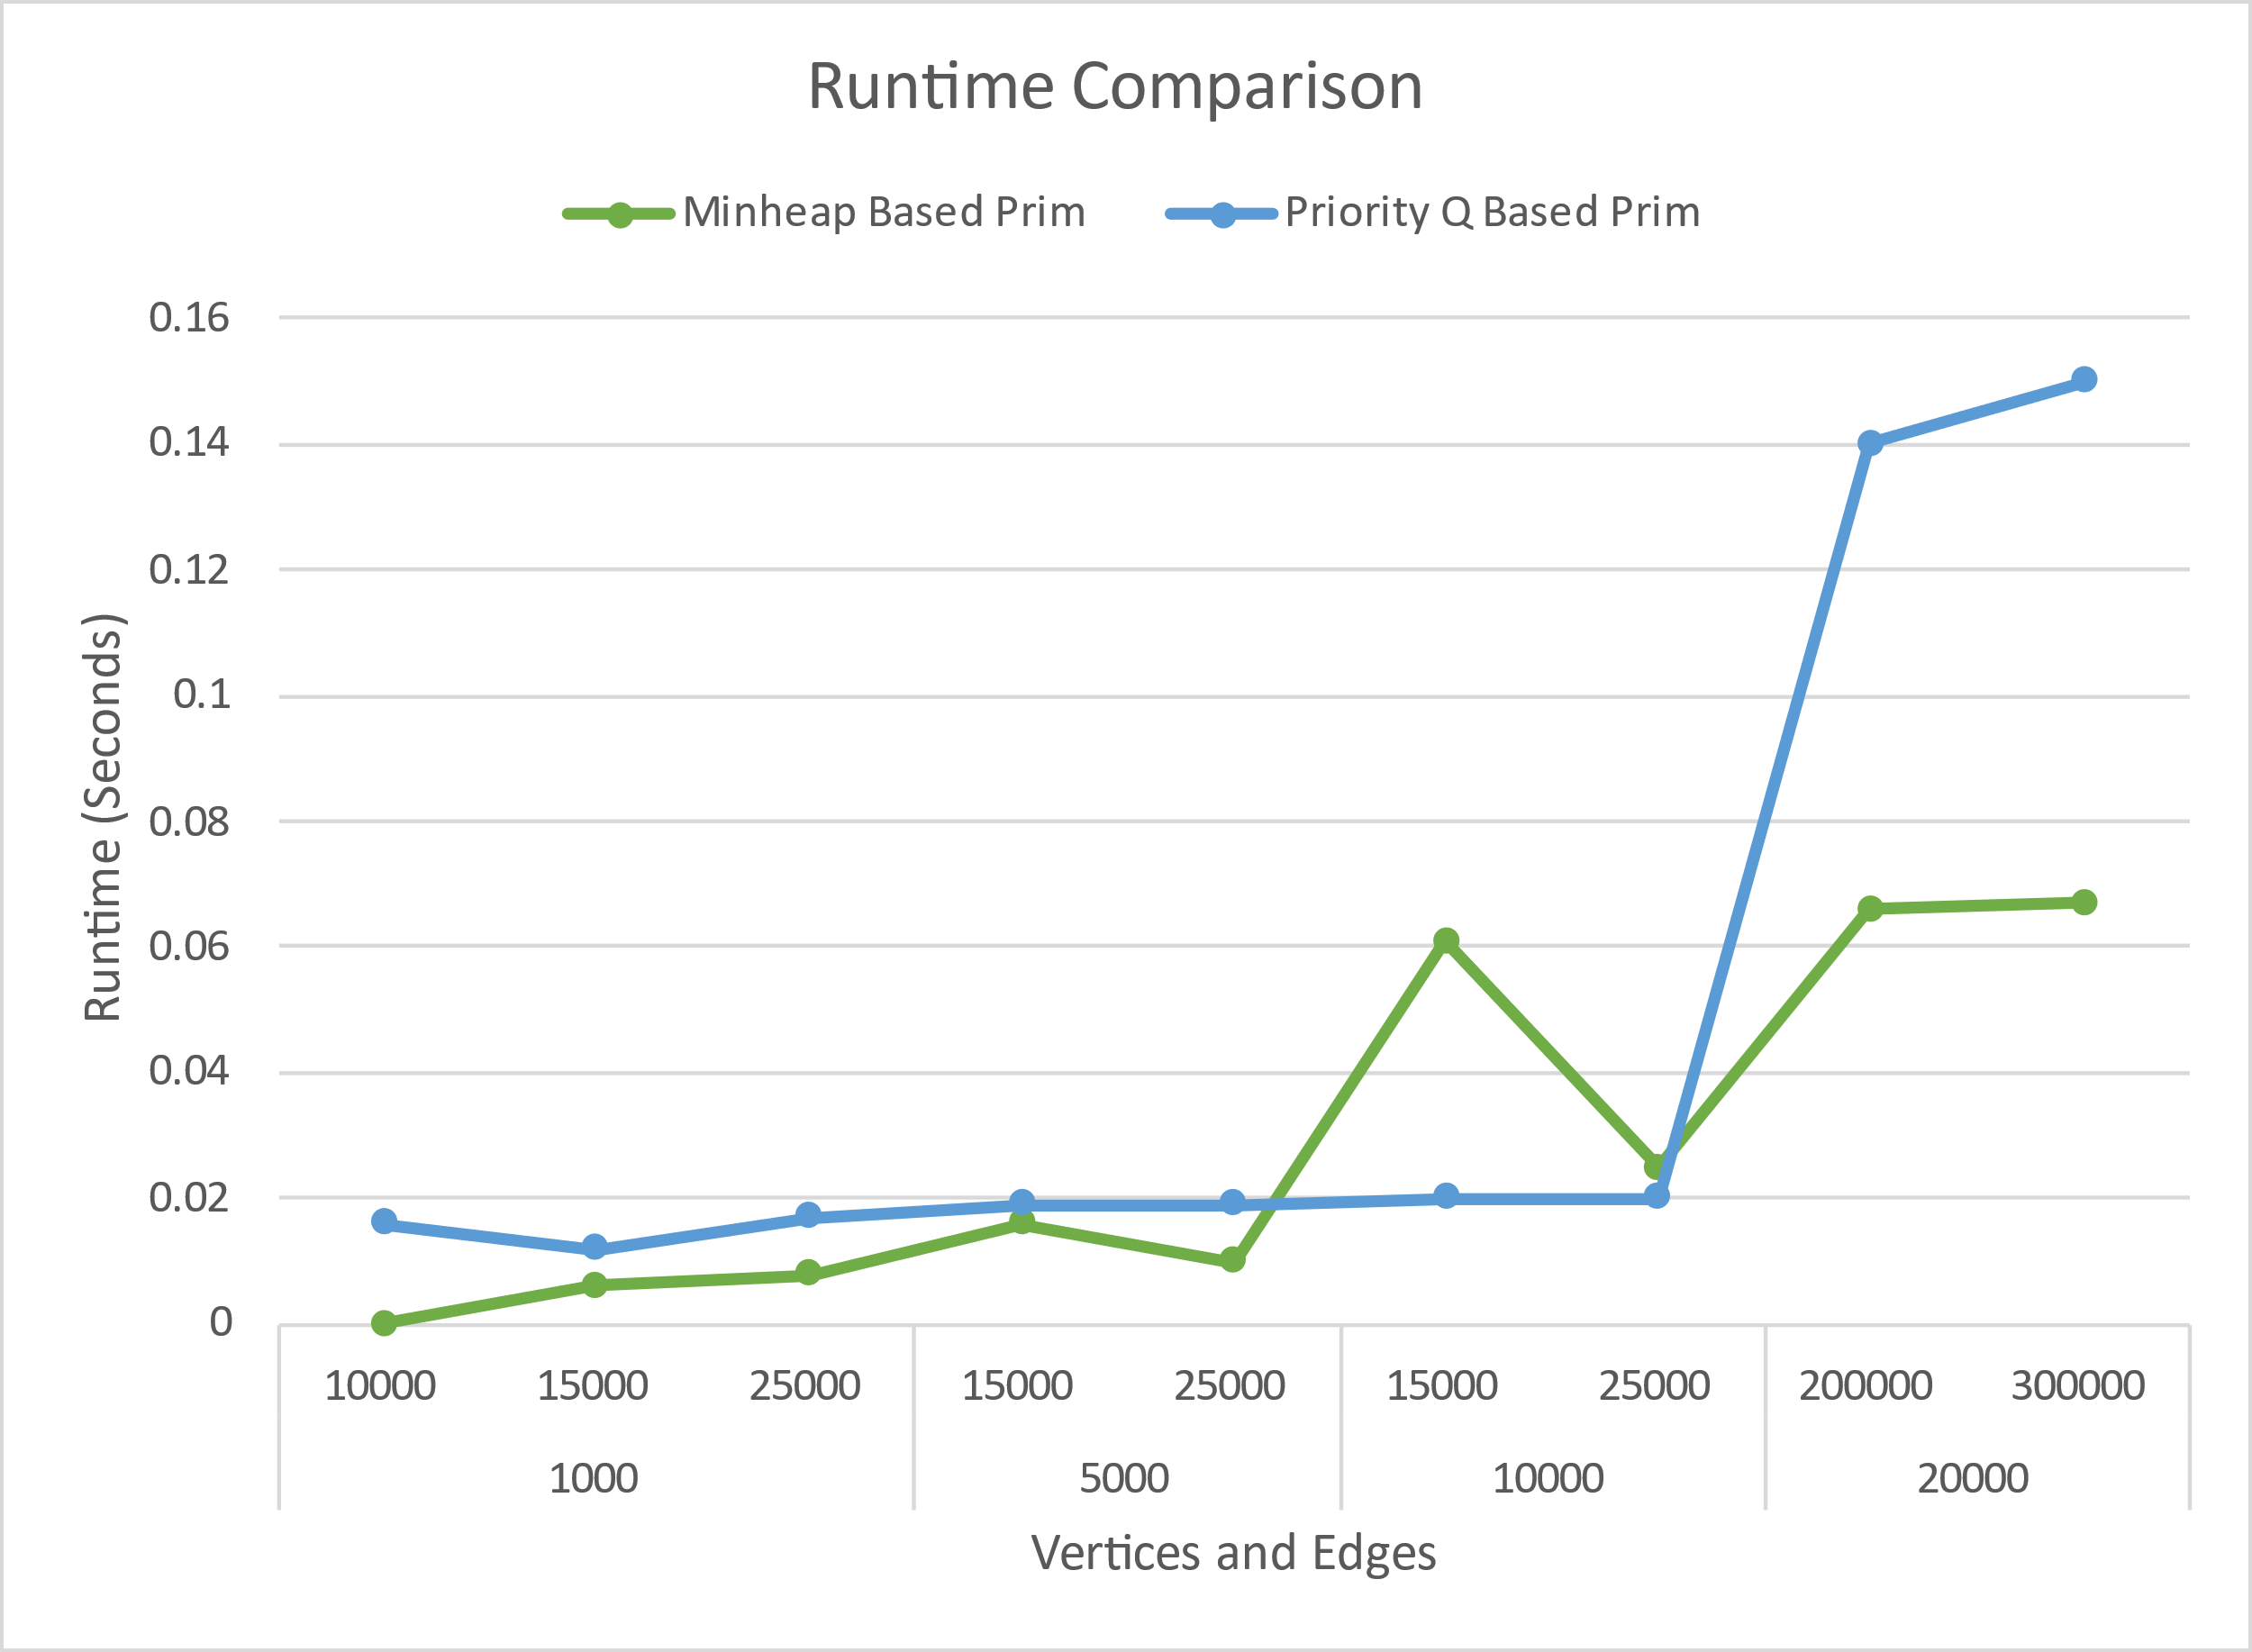 Runtime Comparison
Minheap Based Prim
Priority Q Based Prim
0.16
0.14
0.12
0.1
0.08
0.06
0.04
0.02
0
Runtime (Seconds)
10000 15000 25000 15000 25000 15000 25000 200000 300000
1000 5000 10000 20000
Vertices and Edges